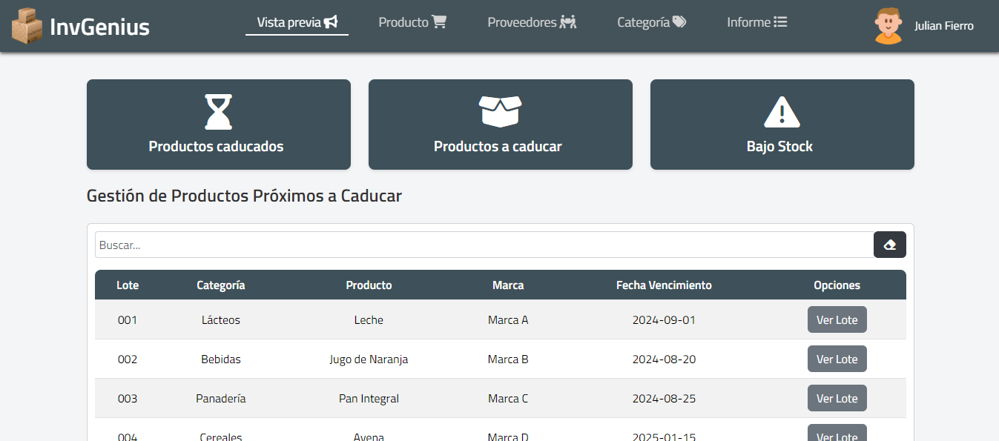 InvGenius Vista previa Producto Proveedores Categoría Informe Julian Fierro
Productos caducados Productos a caducar Bajo Stock
Gestión de Productos Próximos a Caducar
Buscar...
Lote Categoría Producto Marca Fecha Vencimiento Opciones
001 Lácteos Leche Marca A 2024-09-01 Ver Lote
002 Bebidas Jugo de Naranja Marca B 2024-08-20 Ver Lote
003 Panadería Pan Integral Marca C 2024-08-25 Ver Lote
004 Cereales Avena Marca D 2025-01-15 Ver Lote